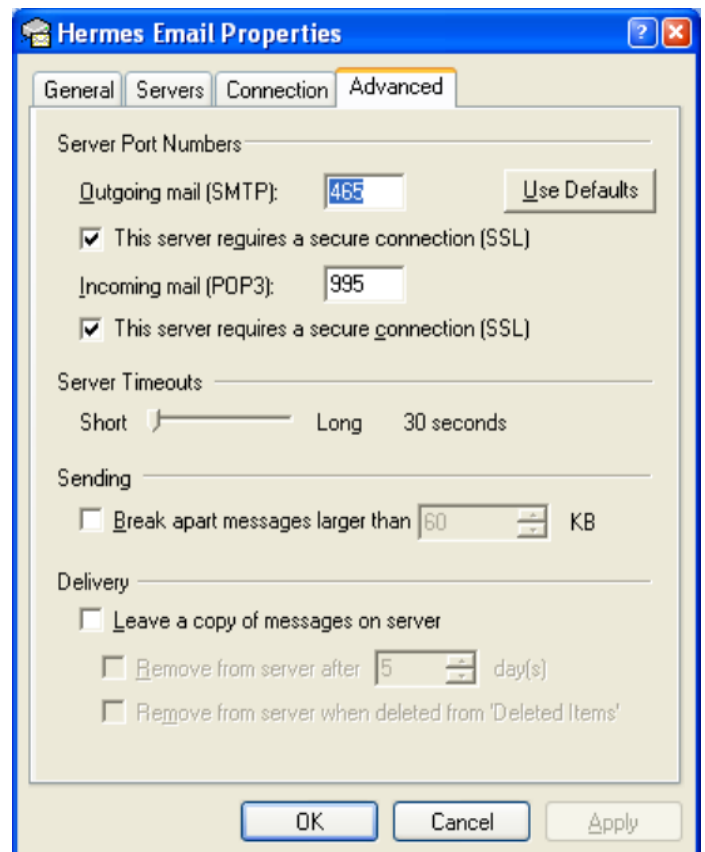 Hermes Email Properties
General Servers Connection Advanced
Server Port Numbers
Outgoing mail (SMTP): 465 Use Defaults
This server requires a secure connection (SSL)
Incoming mail (POP3): 995
This server requires a secure connection (SSL)
Server Timeouts
Short Long 30 seconds
Sending
Break apart messages larger than 60 KB
Delivery
Leave a copy of messages on server
Remove from server after 5 day(s)
Remove from server when deleted from 'Deleted Items'
OK Cancel Apply